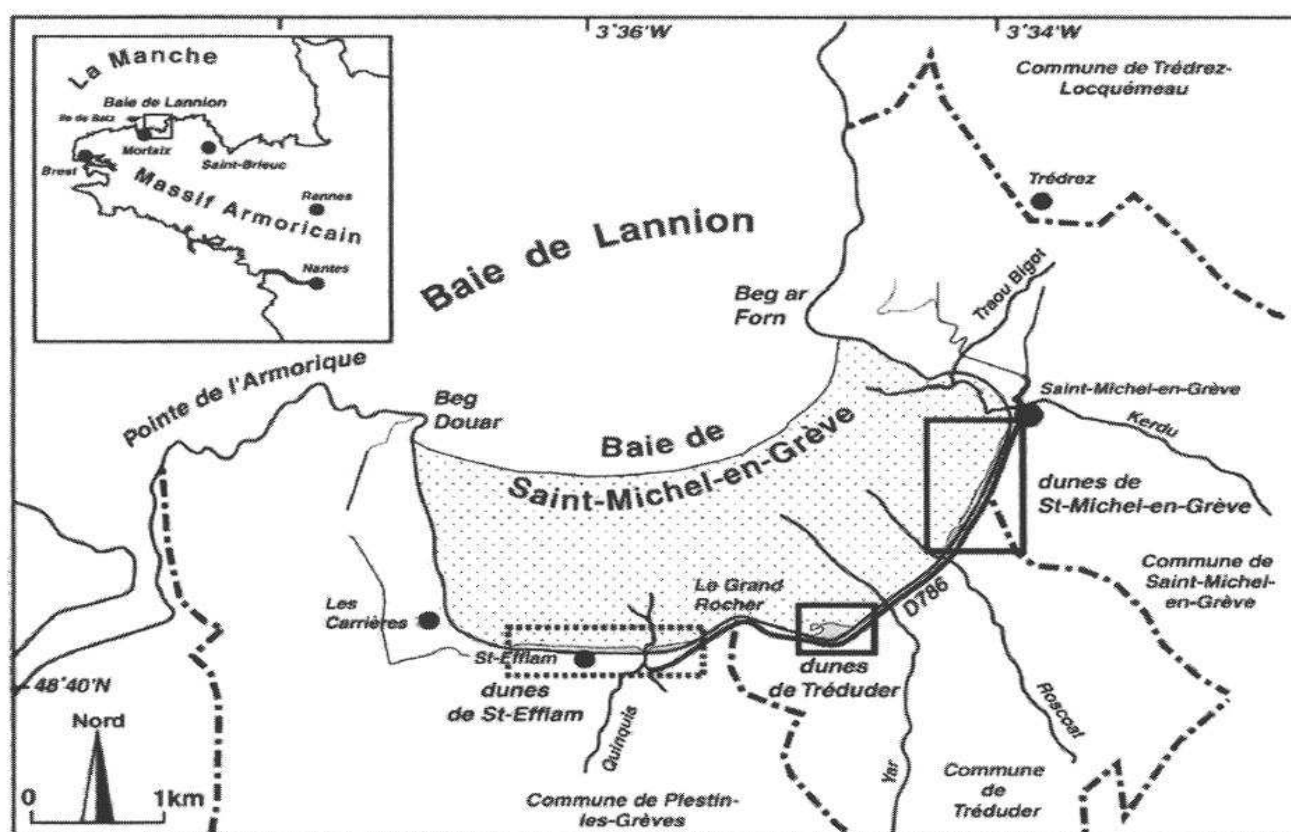 3°36'W
3°34'W
La Manche
Baie de Lannion
Ile de Batz
Morlaix
Saint-Brieuc
Brest
Massif Armoricain
Rennes
Nantes
Commune de Trédrez-
Locquémeau
Trédrez
Baie de Lannion
Beg ar
Forn
Traou Bigot
Pointe de l'Armorique
Beg
Douar
Saint-Michel-en-Grève
Kerdu
Baie de
Saint-Michel-en-Grève
dunes de
St-Michel-en-Grève
Commune de
Saint-Michel-
en-Grève
Le Grand
Rocher
D786
Les
Carrières
St-Efflam
dunes
de St-Efflam
dunes
de Tréduder
48°40'N
Nord
0 1km
Quinquis
Yar
Roscoat
Commune de Plestin-
les-Grèves
Commune
de
Tréduder